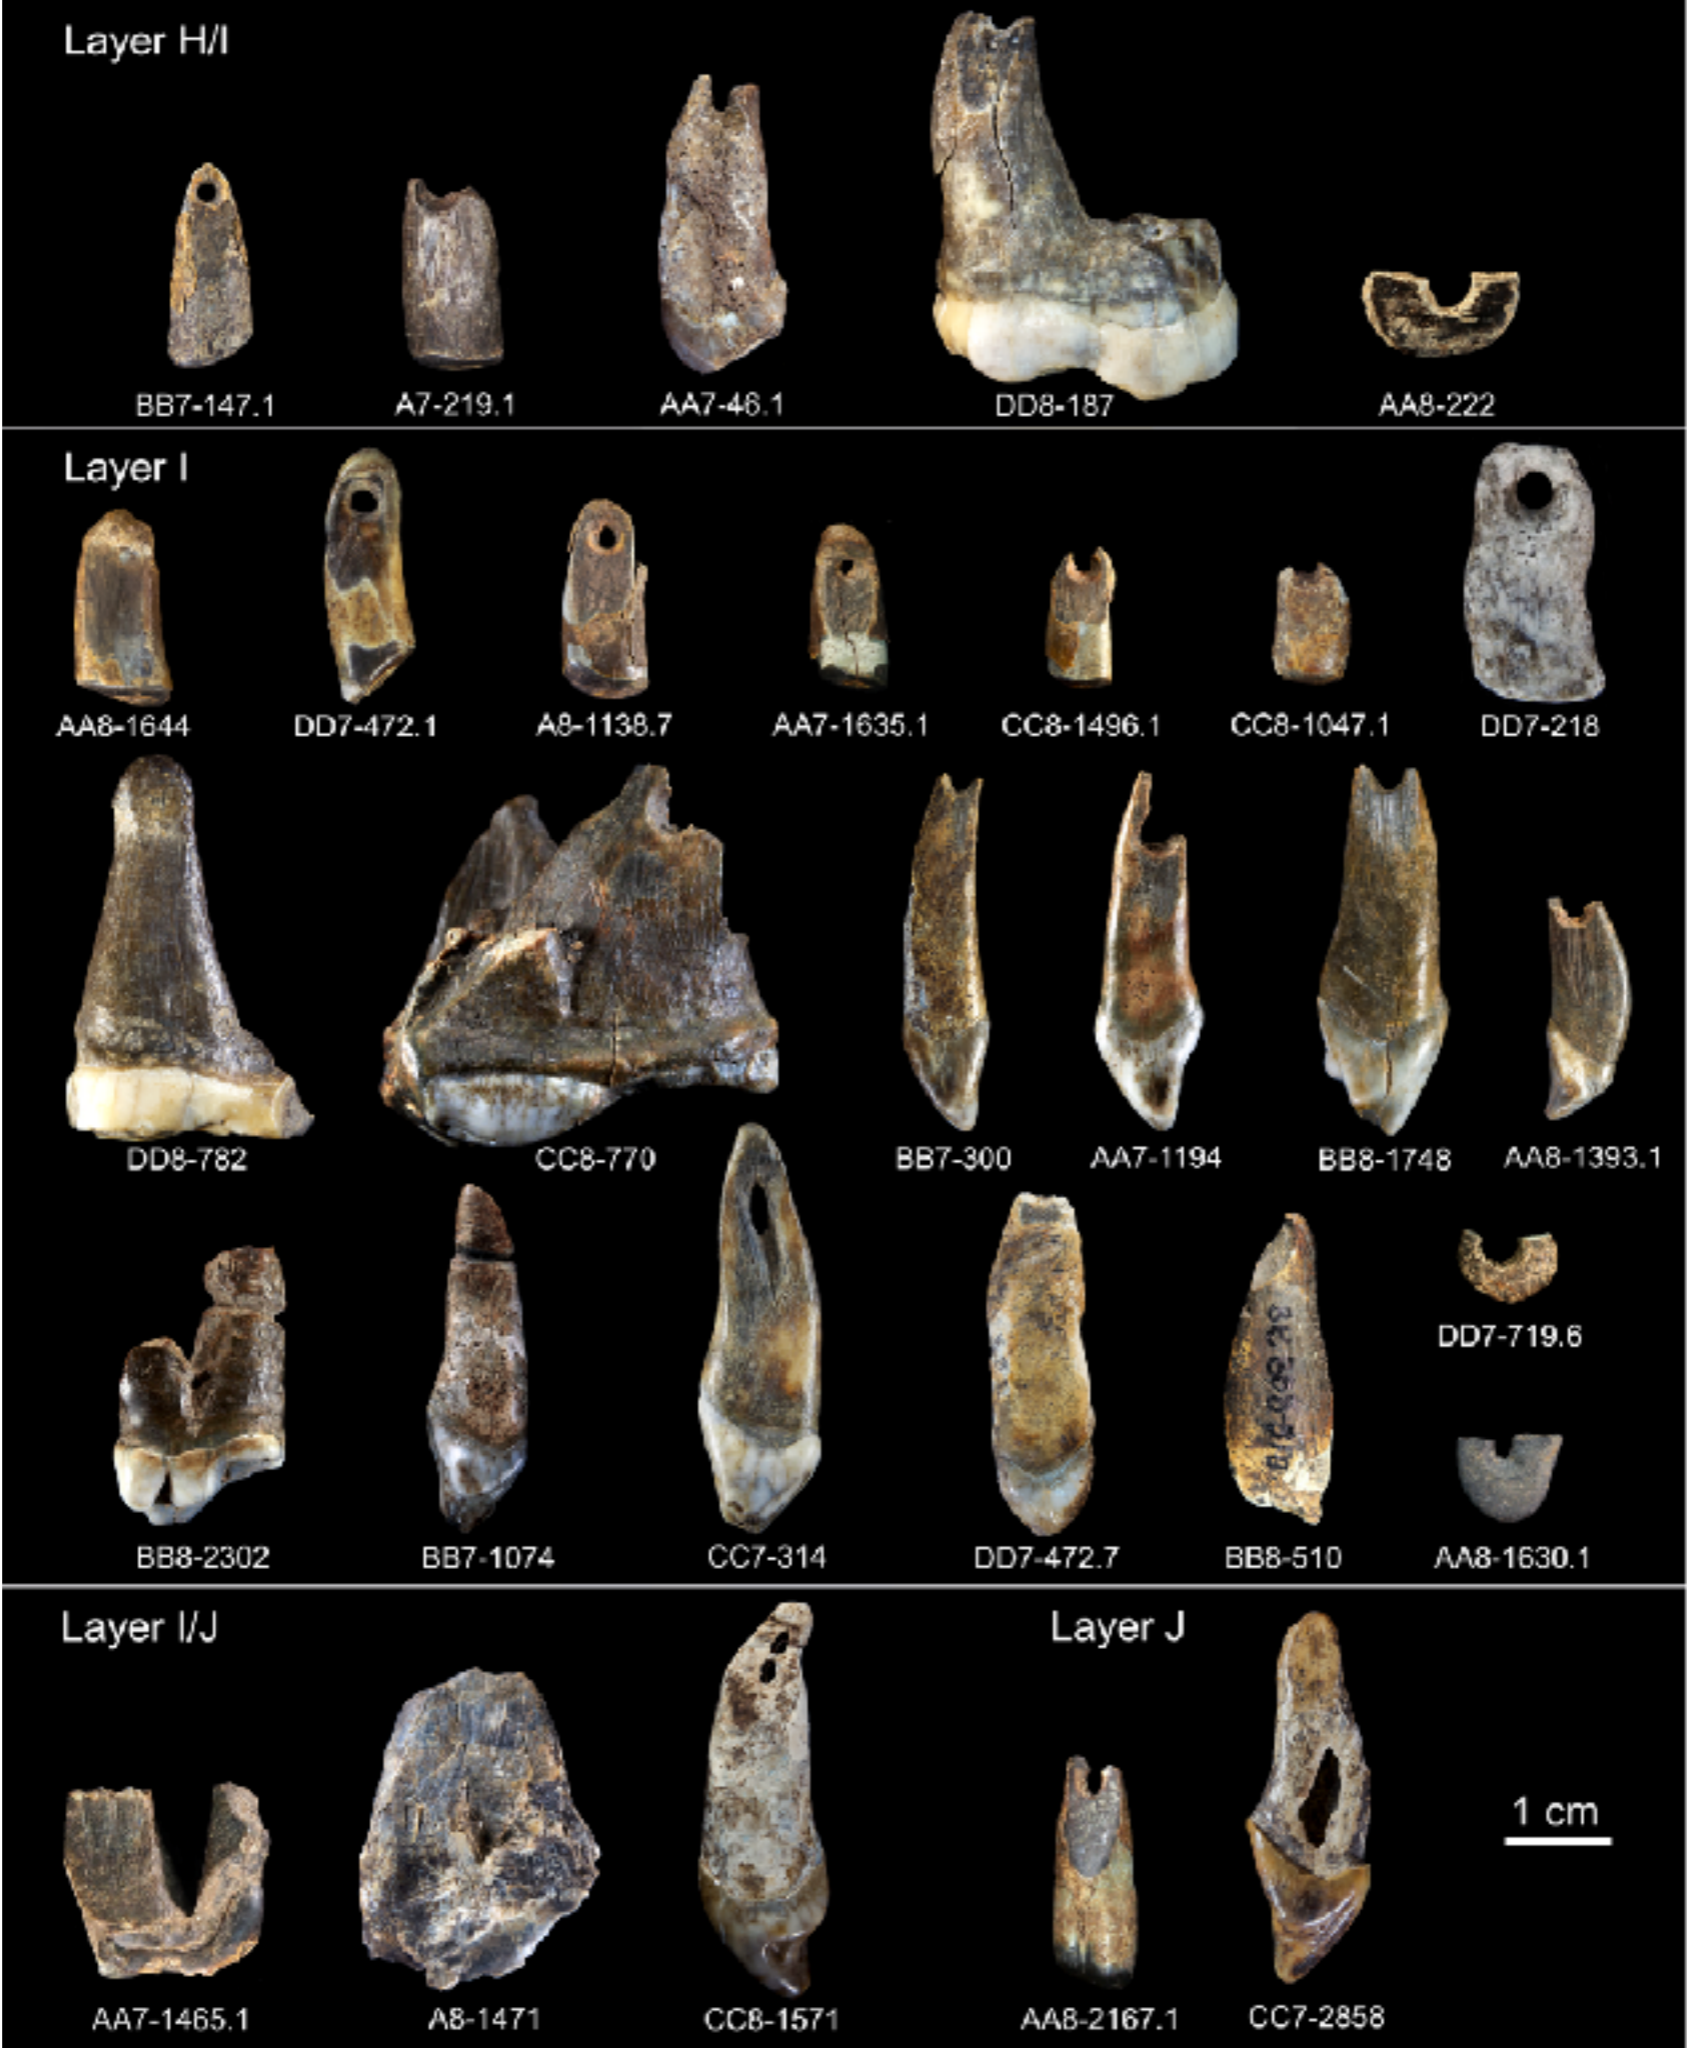 Layer H/I
BB7-147.1
A7-219.1
AA7-46.1
DD8-187
AA8-222
Layer I
AA8-1644
DD7-472.1
A8-1138.7
AA7-1635.1
CC8-1496.1
CC8-1047.1
DD7-218
DD8-782
CC8-770
BB7-300
AA7-1194
BB8-1748
AA8-1393.1
DD7-719.6
BB8-2302
BB7-1074
CC7-314
DD7-472.7
BB8-510
AA8-1630.1
Layer I/J
Layer J
1 cm
AA7-1465.1
A8-1471
CC8-1571
AA8-2167.1
CC7-2858